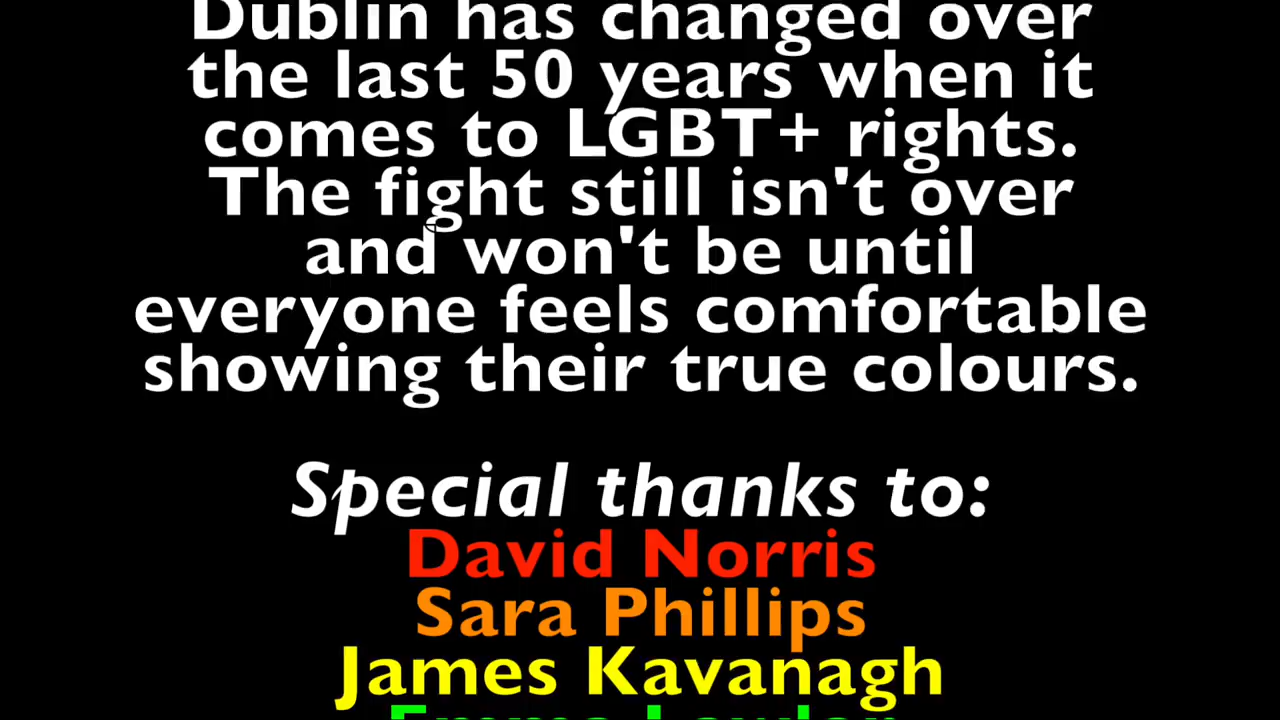 Dublin has changed over
the last 50 years when it
comes to LGBT+ rights.
The fight still isn't over
and won't be until
everyone feels comfortable
showing their true colours.
Special thanks to:
David Norris
Sara Phillips
James Kavanagh